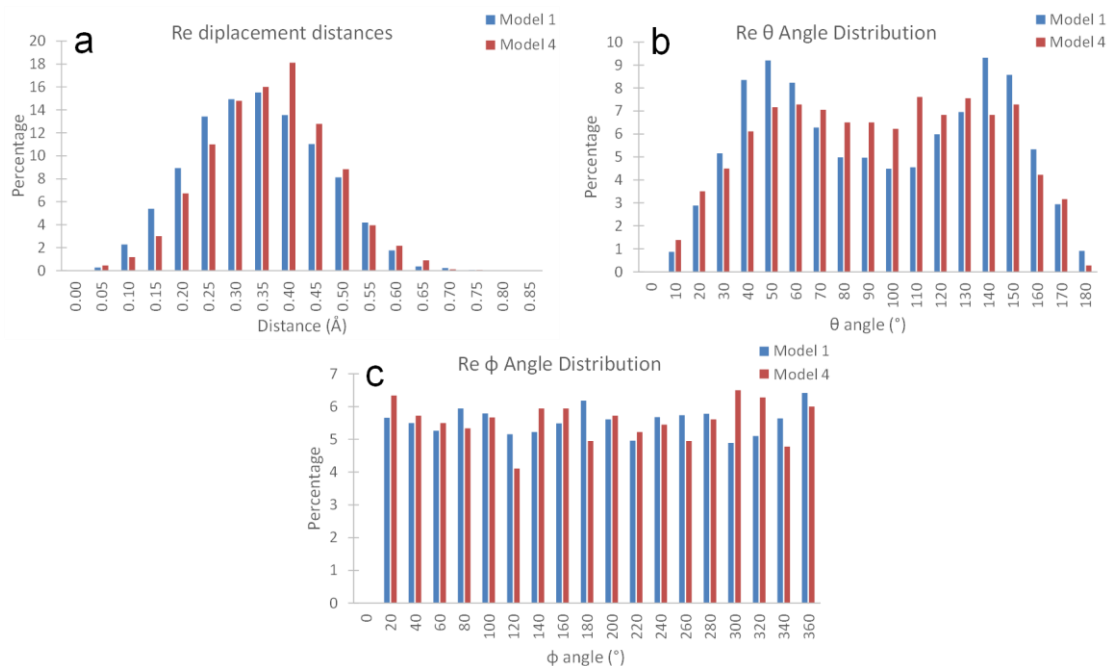 a
Re diplacement distances
Model 1
Model 4
Percentage
20
18
16
14
12
10
8
6
4
2
0
0.00 0.05 0.10 0.15 0.20 0.25 0.30 0.35 0.40 0.45 0.50 0.55 0.60 0.65 0.70 0.75 0.80 0.85
Distance (Å)
b
Re θ Angle Distribution
Model 1
Model 4
Percentage
10
9
8
7
6
5
4
3
2
1
0
0 10 20 30 40 50 60 70 80 90 100 110 120 130 140 150 160 170 180
θ angle (°)
c
Re ϕ Angle Distribution
Model 1
Model 4
Percentage
7
6
5
4
3
2
1
0
0 20 40 60 80 100 120 140 160 180 200 220 240 260 280 300 320 340 360
ϕ angle (°)